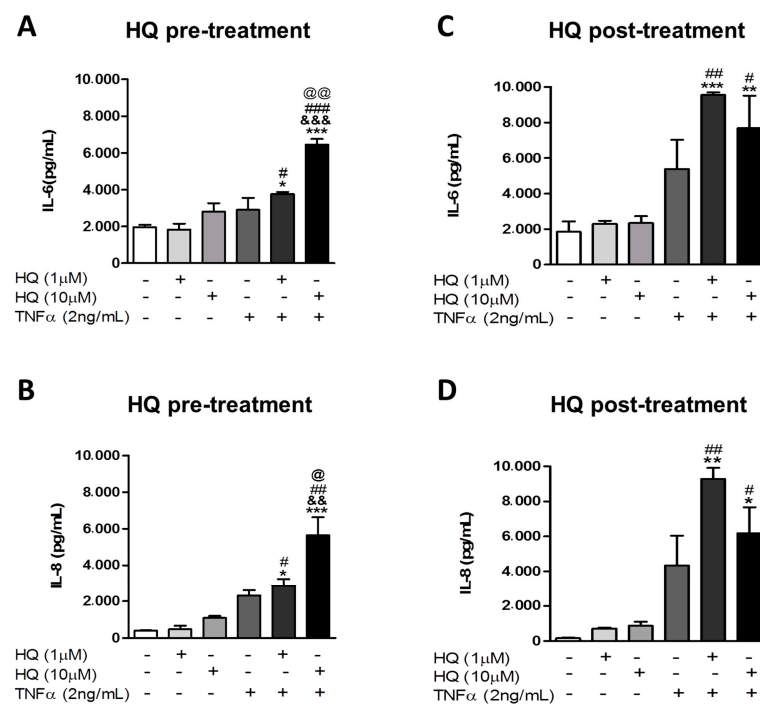 A
HQ pre-treatment
10.000
8.000
6.000
4.000
2.000
0
IL-6(pg/mL)
#
*
@@
###
&&&
***
HQ (1μM) - + - - + -
HQ (10μM) - - + - - +
TNFα (2ng/mL) - - - + + +
B
HQ pre-treatment
10.000
8.000
6.000
4.000
2.000
0
IL-8 (pg/mL)
#
*
@
##
&&
***
HQ (1μM) - + - - + -
HQ (10μM) - - + - - +
TNFα (2ng/mL) - - - + + +
C
HQ post-treatment
10.000
8.000
6.000
4.000
2.000
0
IL-6 (pg/mL)
##
***
#
**
HQ (1μM) - + - - + -
HQ (10μM) - - + - - +
TNFα (2ng/mL) - - - + + +
D
HQ post-treatment
10.000
8.000
6.000
4.000
2.000
0
IL-8 (pg/mL)
##
**
#
*
HQ (1μM) - + - - + -
HQ (10μM) - - + - - +
TNFα (2ng/mL) - - - + + +